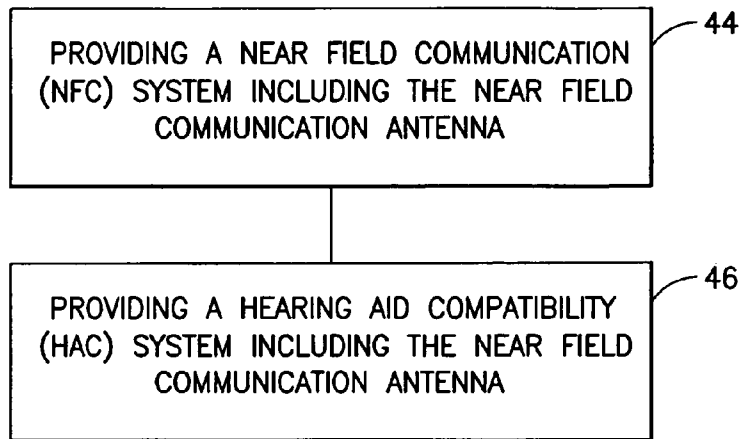 44
PROVIDING A NEAR FIELD COMMUNICATION
(NFC) SYSTEM INCLUDING THE NEAR FIELD
COMMUNICATION ANTENNA
46
PROVIDING A HEARING AID COMPATIBILITY
(HAC) SYSTEM INCLUDING THE NEAR FIELD
COMMUNICATION ANTENNA